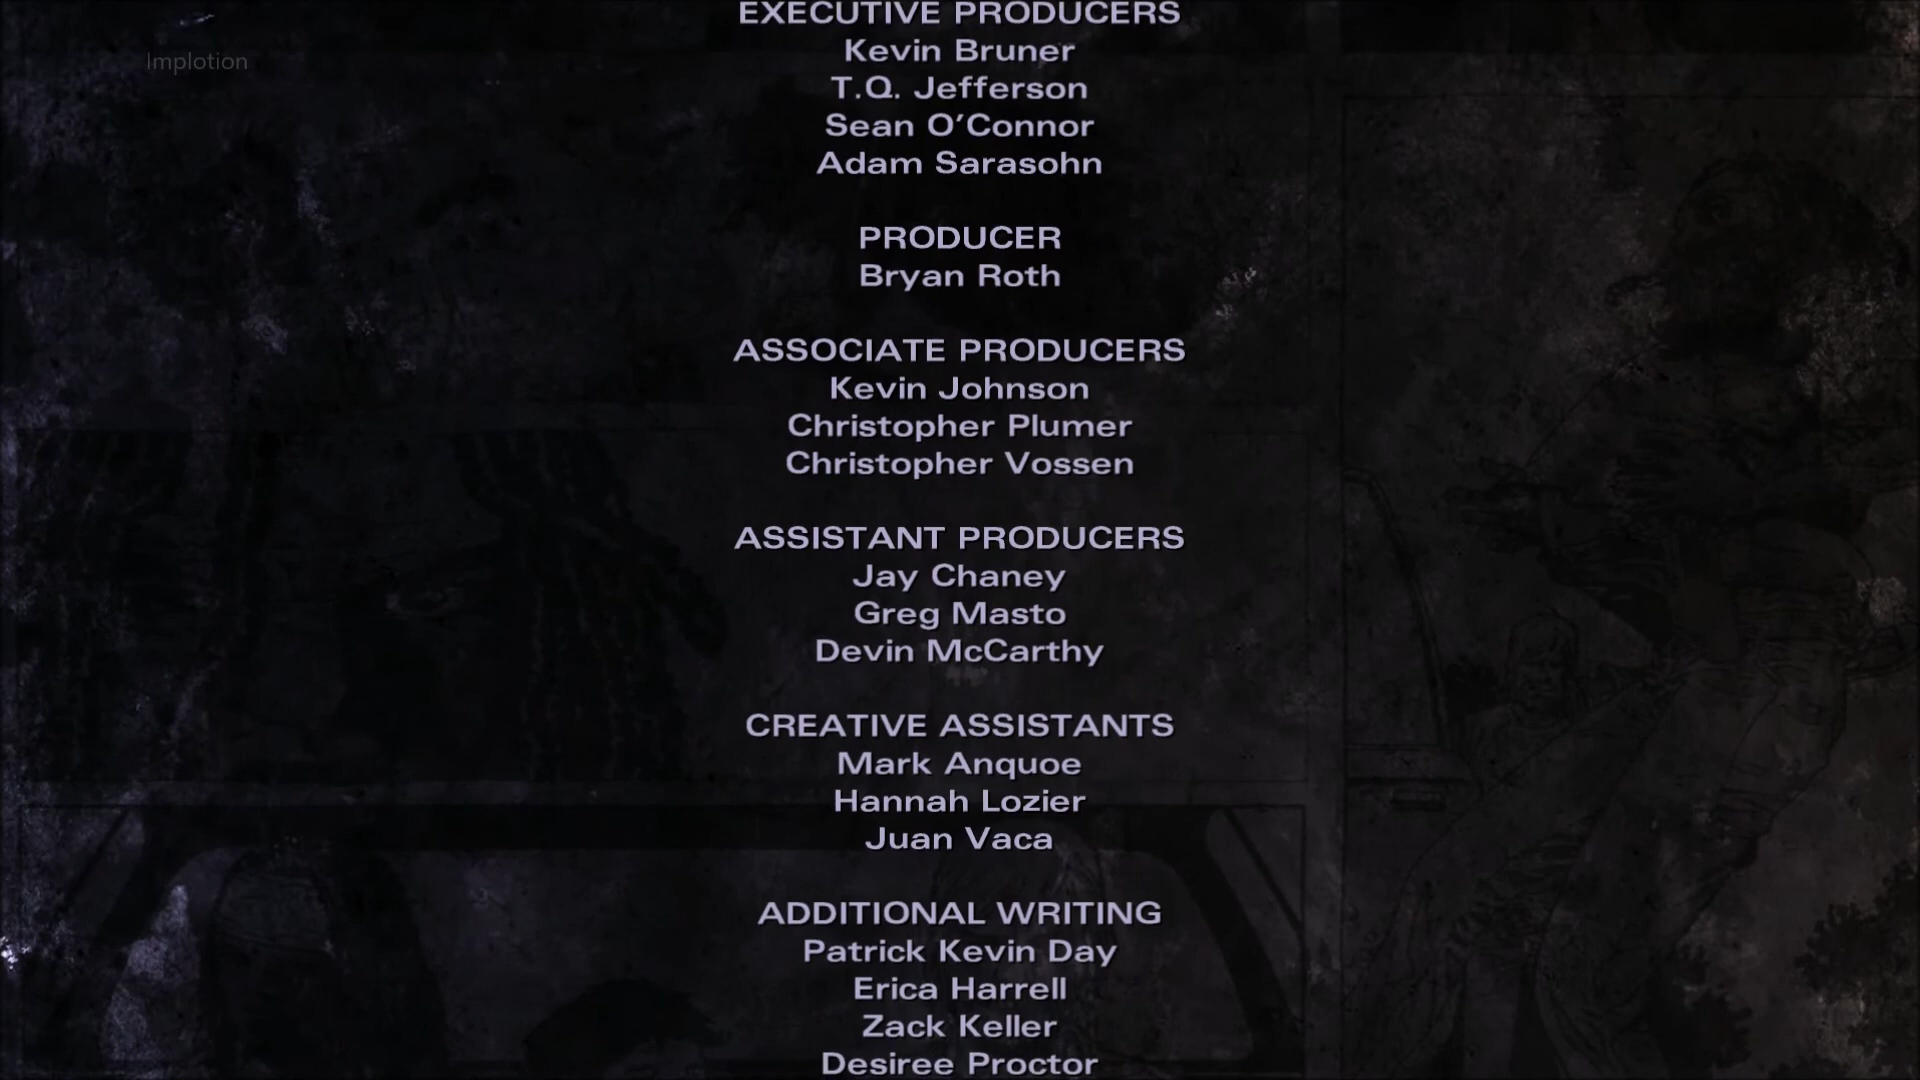 EXECUTIVE PRODUCERS
Implotion
Kevin Bruner
T.Q. Jefferson
Sean O’Connor
Adam Sarasohn
PRODUCER
Bryan Roth
ASSOCIATE PRODUCERS
Kevin Johnson
Christopher Plumer
Christopher Vossen
ASSISTANT PRODUCERS
Jay Chaney
Greg Masto
Devin McCarthy
CREATIVE ASSISTANTS
Mark Anquoe
Hannah Lozier
Juan Vaca
ADDITIONAL WRITING
Patrick Kevin Day
Erica Harrell
Zack Keller
Desiree Proctor